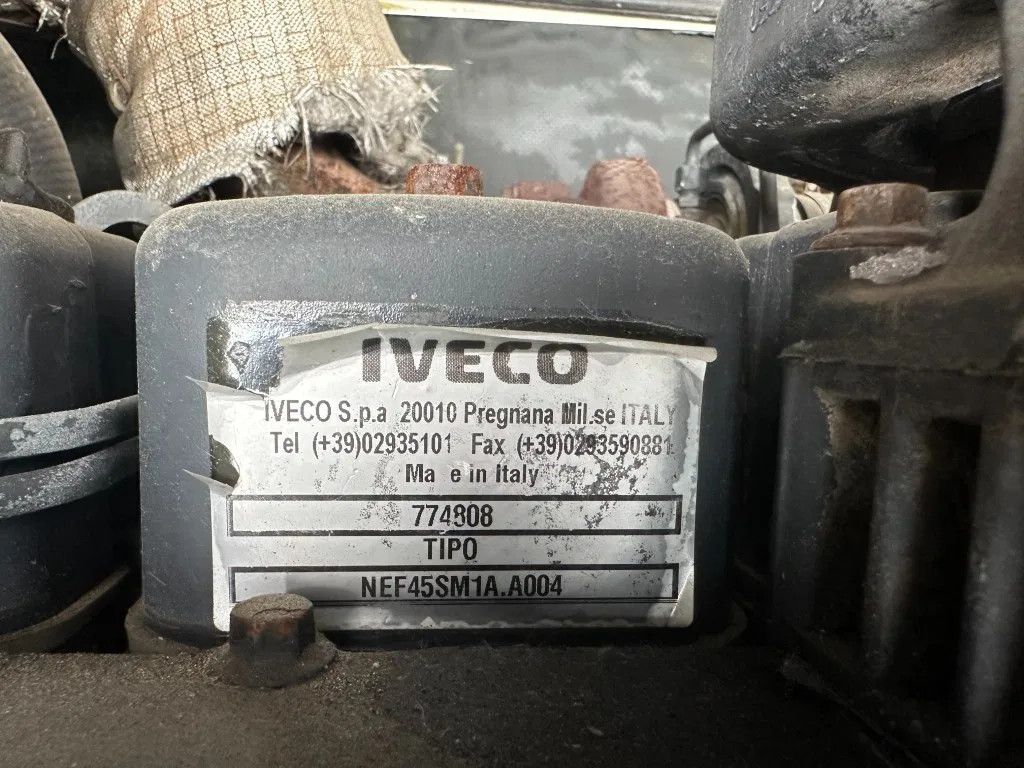 IVECO
IVECO S.p.a 20010 Pregnana Mil.se ITALY
Tel (+39)02935101 Fax (+39)0293590881
Ma e in Italy
774808
TIPO
NEF45SM1A.A004